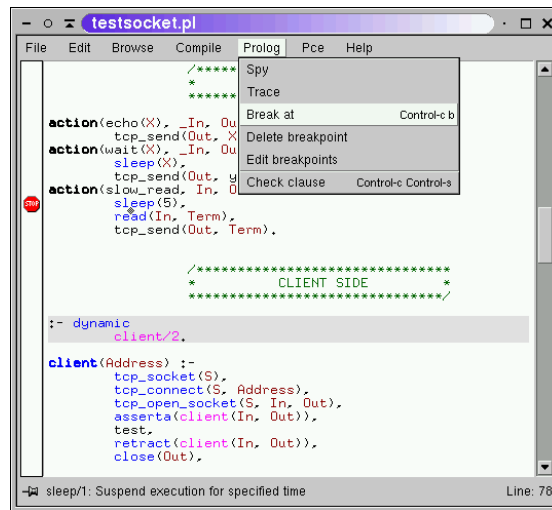 testsocket.pl
File Edit Browse Compile Prolog Pce Help
/*****
*
******
Spy
Trace
Break at Control-c b
Delete breakpoint
Edit breakpoints
Check clause Control-c Control-s
action(echo(X), _In, Ou
tcp_send(Out, X
action(wait(X), _In, Ou
sleep(X),
tcp_send(Out, y
action(slow_read, In, O
STOP
sleep(5),
read(In, Term),
tcp_send(Out, Term).
/*******************************
* CLIENT SIDE *
*******************************/
:- dynamic
client/2.
client(Address) :-
tcp_socket(S),
tcp_connect(S, Address),
tcp_open_socket(S, In, Out),
asserta(client(In, Out)),
test,
retract(client(In, Out)),
close(Out),
sleep/1: Suspend execution for specified time Line: 78